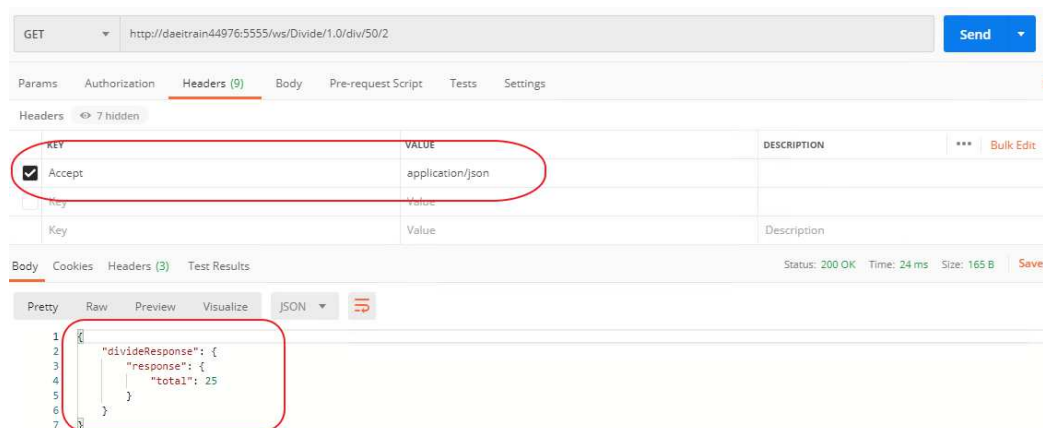 GET http://daeitrain44976:5555/ws/Divide/1.0/div/50/2 Send
Params Authorization Headers (9) Body Pre-request Script Tests Settings
Headers 7 hidden
KEY VALUE DESCRIPTION ••• Bulk Edit
Accept application/json
Key Value
Key Value Description
Body Cookies Headers (3) Test Results Status: 200 OK Time: 24 ms Size: 165 B Save
Pretty Raw Preview Visualize JSON
1 {
2 "divideResponse": {
3 "response": {
4 "total": 25
5 }
6 }
7 }